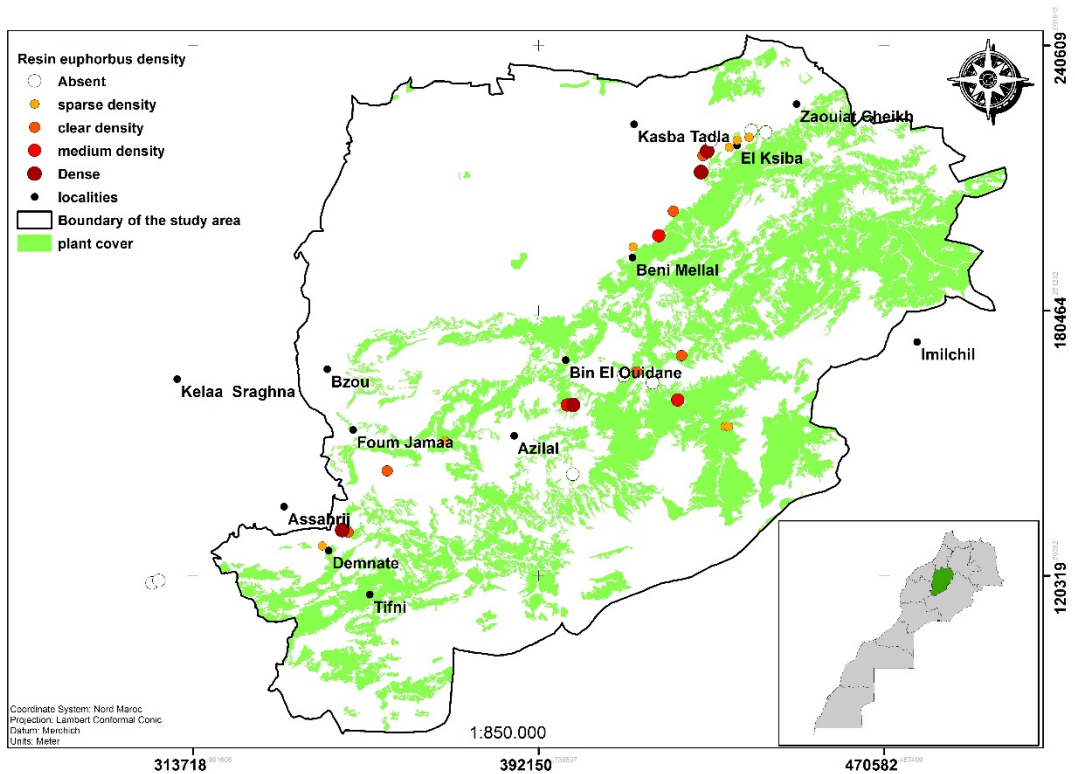 Resin euphorbus density
Absent
sparse density
clear density
medium density
Dense
localities
Boundary of the study area
plant cover
Zaouiat Cheikh
Kasba Tadla
El Ksiba
Beni Mellal
Imilchil
Bin El Ouidane
Bzou
Kelaa Sraghna
Foum Jamaa
Azilal
Assahrij
Demnate
Tifni
240609
180464
120319
Coordinate System: Nord Maroc
Projection: Lambert Conformal Conic
Datum: Merchich
Units: Meter
1:850.000
313718
392150
470582